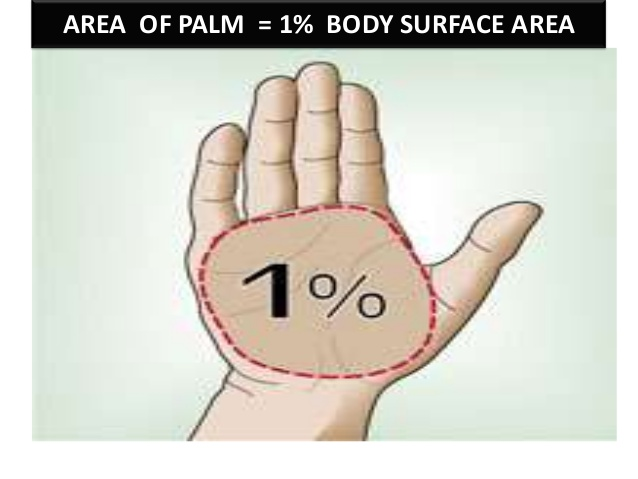 AREA OF PALM = 1% BODY SURFACE AREA
1%